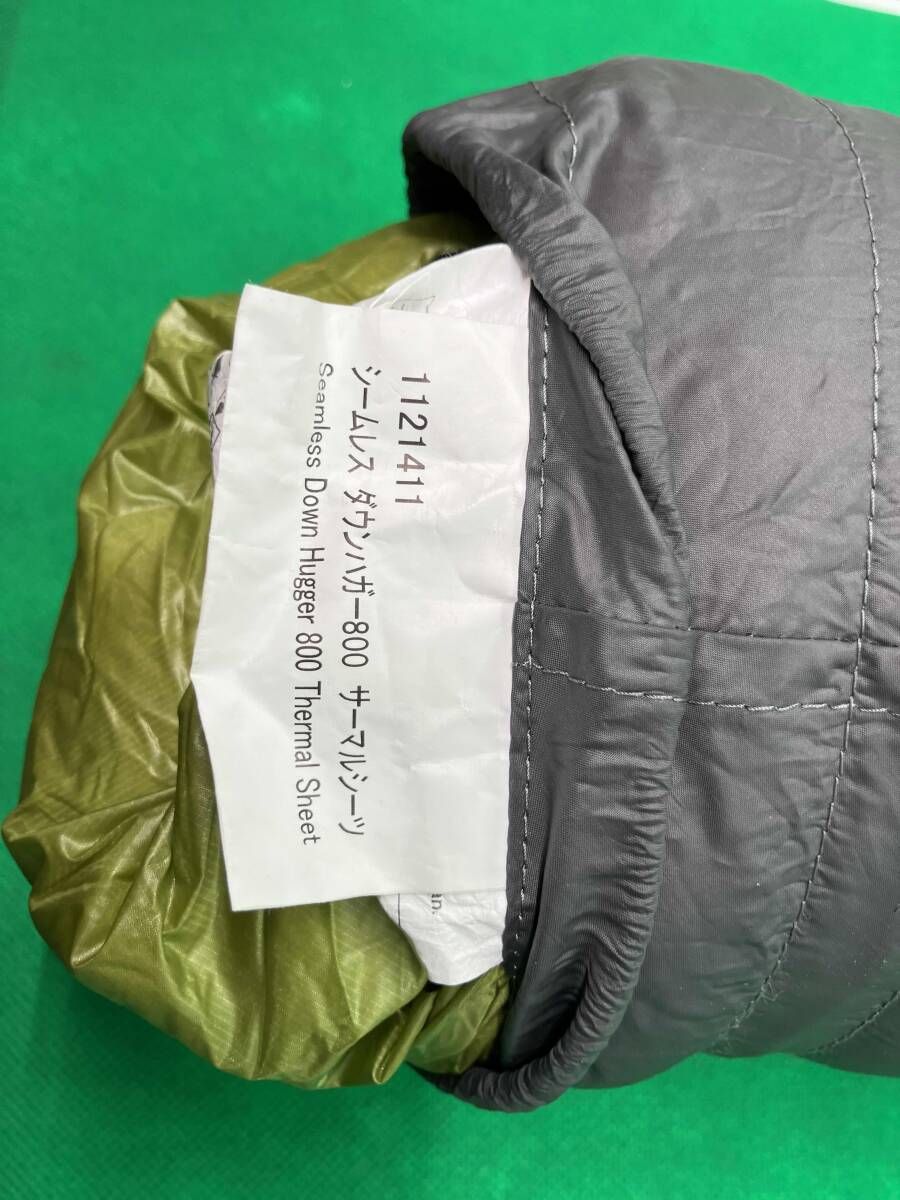 1121411
シームレス ダウンハガー800 サーマルシーツ
Seamless Down Hugger 800 Thermal Sheet
an.